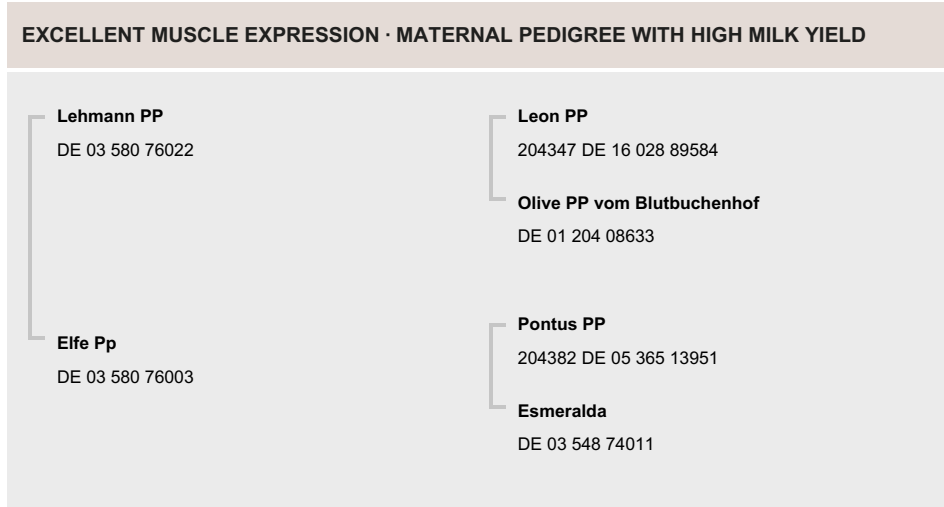 EXCELLENT MUSCLE EXPRESSION · MATERNAL PEDIGREE WITH HIGH MILK YIELD
Lehmann PP
DE 03 580 76022
Leon PP
204347 DE 16 028 89584
Olive PP vom Blutbuchenhof
DE 01 204 08633
Elfe Pp
DE 03 580 76003
Pontus PP
204382 DE 05 365 13951
Esmeralda
DE 03 548 74011